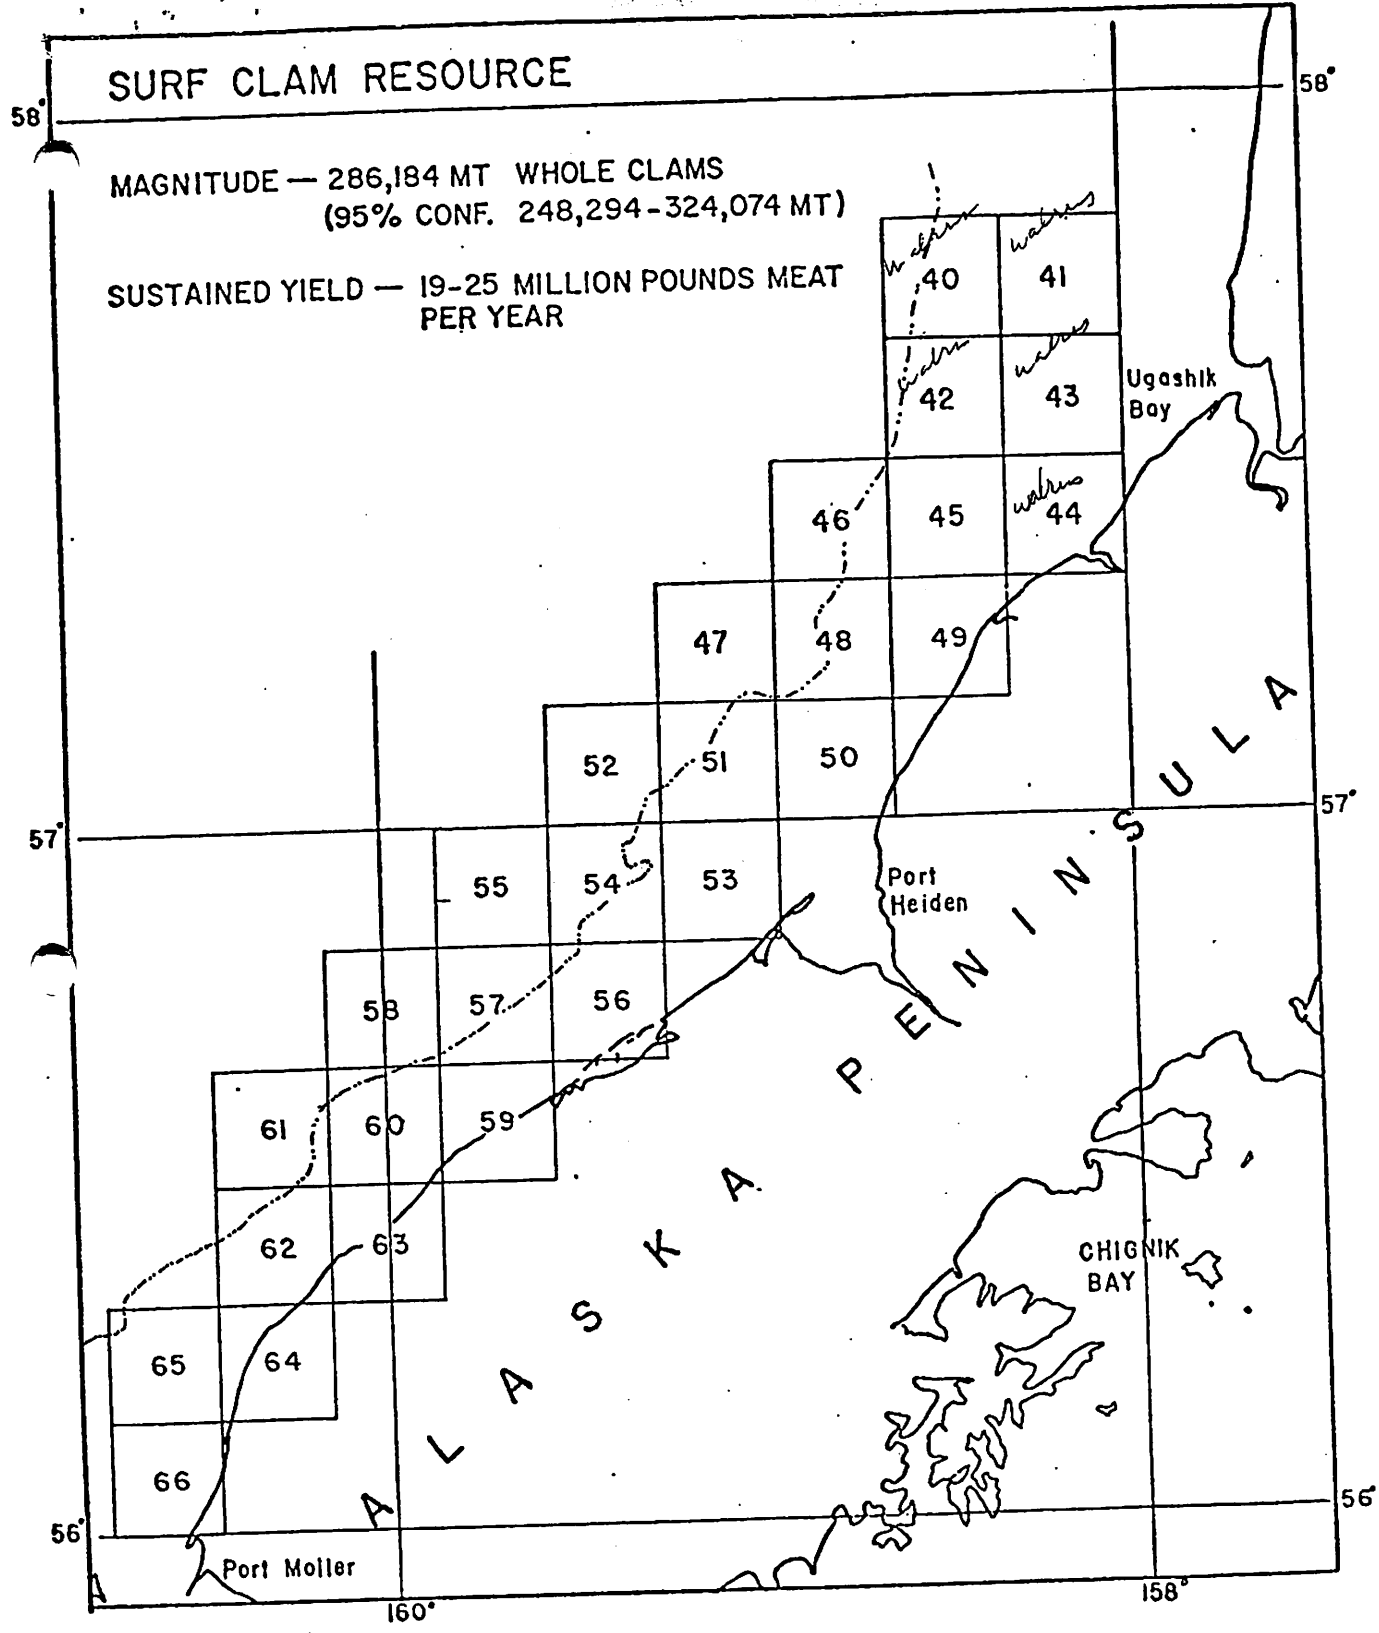 SURF CLAM RESOURCE
58°
58°
MAGNITUDE — 286,184 MT WHOLE CLAMS
(95% CONF. 248,294-324,074 MT)
SUSTAINED YIELD — 19-25 MILLION POUNDS MEAT
PER YEAR
walrus
walrus
40
41
walrus
42
43
Ugashik
Bay
walrus
46
45
44
47
48
49
52
51
50
57°
57°
55
54
53
Port
Heiden
58
57
56
61
60
59
62
63
65
64
66
ALASKA PENINSULA
CHIGNIK
BAY
56°
56°
Port Moller
160°
158°